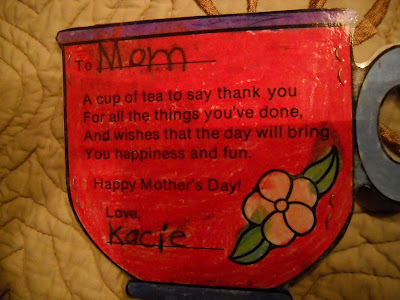 To Mom
A cup of tea to say thank you
For all the things you've done,
And wishes that the day will bring
You happiness and fun.
Happy Mother's Day!
Love,
Kacie